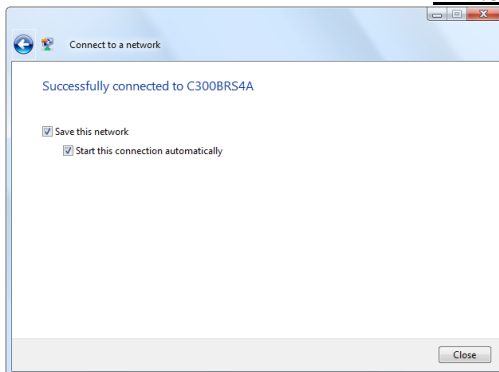 Connect to a network
Successfully connected to C300BRS4A
Save this network
Start this connection automatically
Close